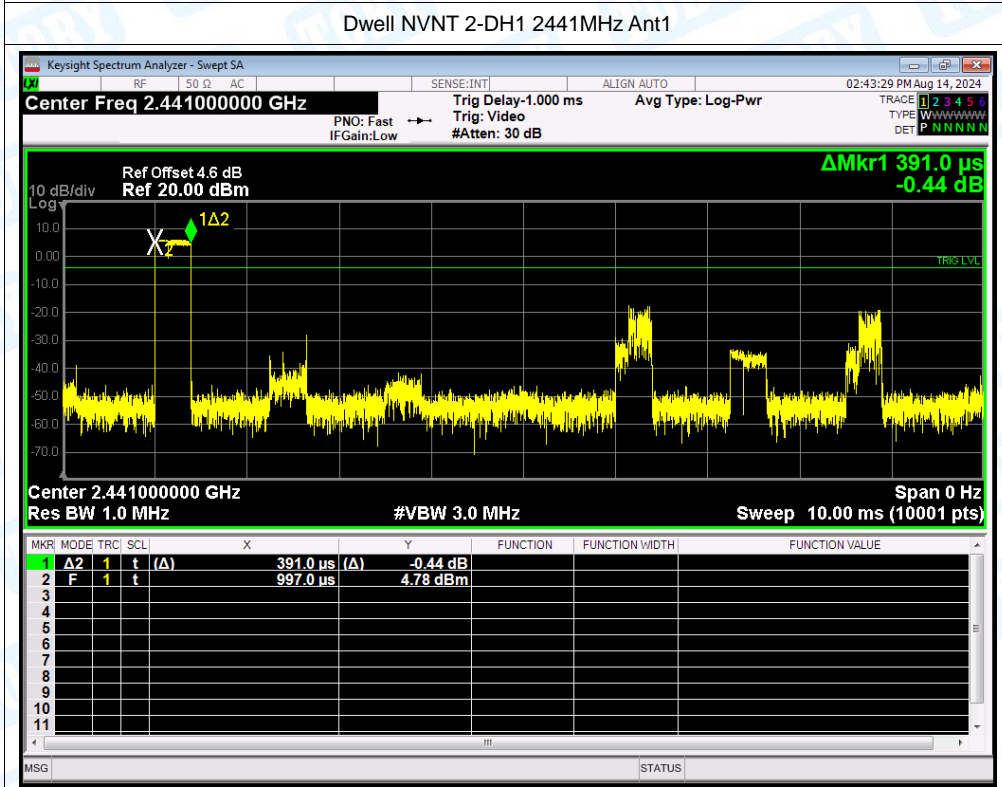 Dwell NVNT 2-DH1 2441MHz Ant1
Keysight Spectrum Analyzer - Swept SA
LXI RF 50 Ω AC SENSE:INT ALIGN AUTO 02:43:29 PM Aug 14, 2024
Center Freq 2.441000000 GHz Trig Delay-1.000 ms Avg Type: Log-Pwr TRACE 1 2 3 4 5 6
PNO: Fast Trig: Video TYPE WWWWWW
IFGain:Low #Atten: 30 dB DET P N N N N N
ΔMkr1 391.0 µs
-0.44 dB
Ref Offset 4.6 dB
10 dB/div Ref 20.00 dBm
Log
10.0
1Δ2
X2
0.00
TRIG LVL
-10.0
-20.0
-30.0
-40.0
-50.0
-60.0
-70.0
Center 2.441000000 GHz Span 0 Hz
Res BW 1.0 MHz #VBW 3.0 MHz Sweep 10.00 ms (10001 pts)
MKR MODE TRC SCL X Y FUNCTION FUNCTION WIDTH FUNCTION VALUE
1 Δ2 1 t (Δ) 391.0 µs (Δ) -0.44 dB
2 F 1 t 997.0 µs 4.78 dBm
3
4
5
6
7
8
9
10
11
MSG STATUS